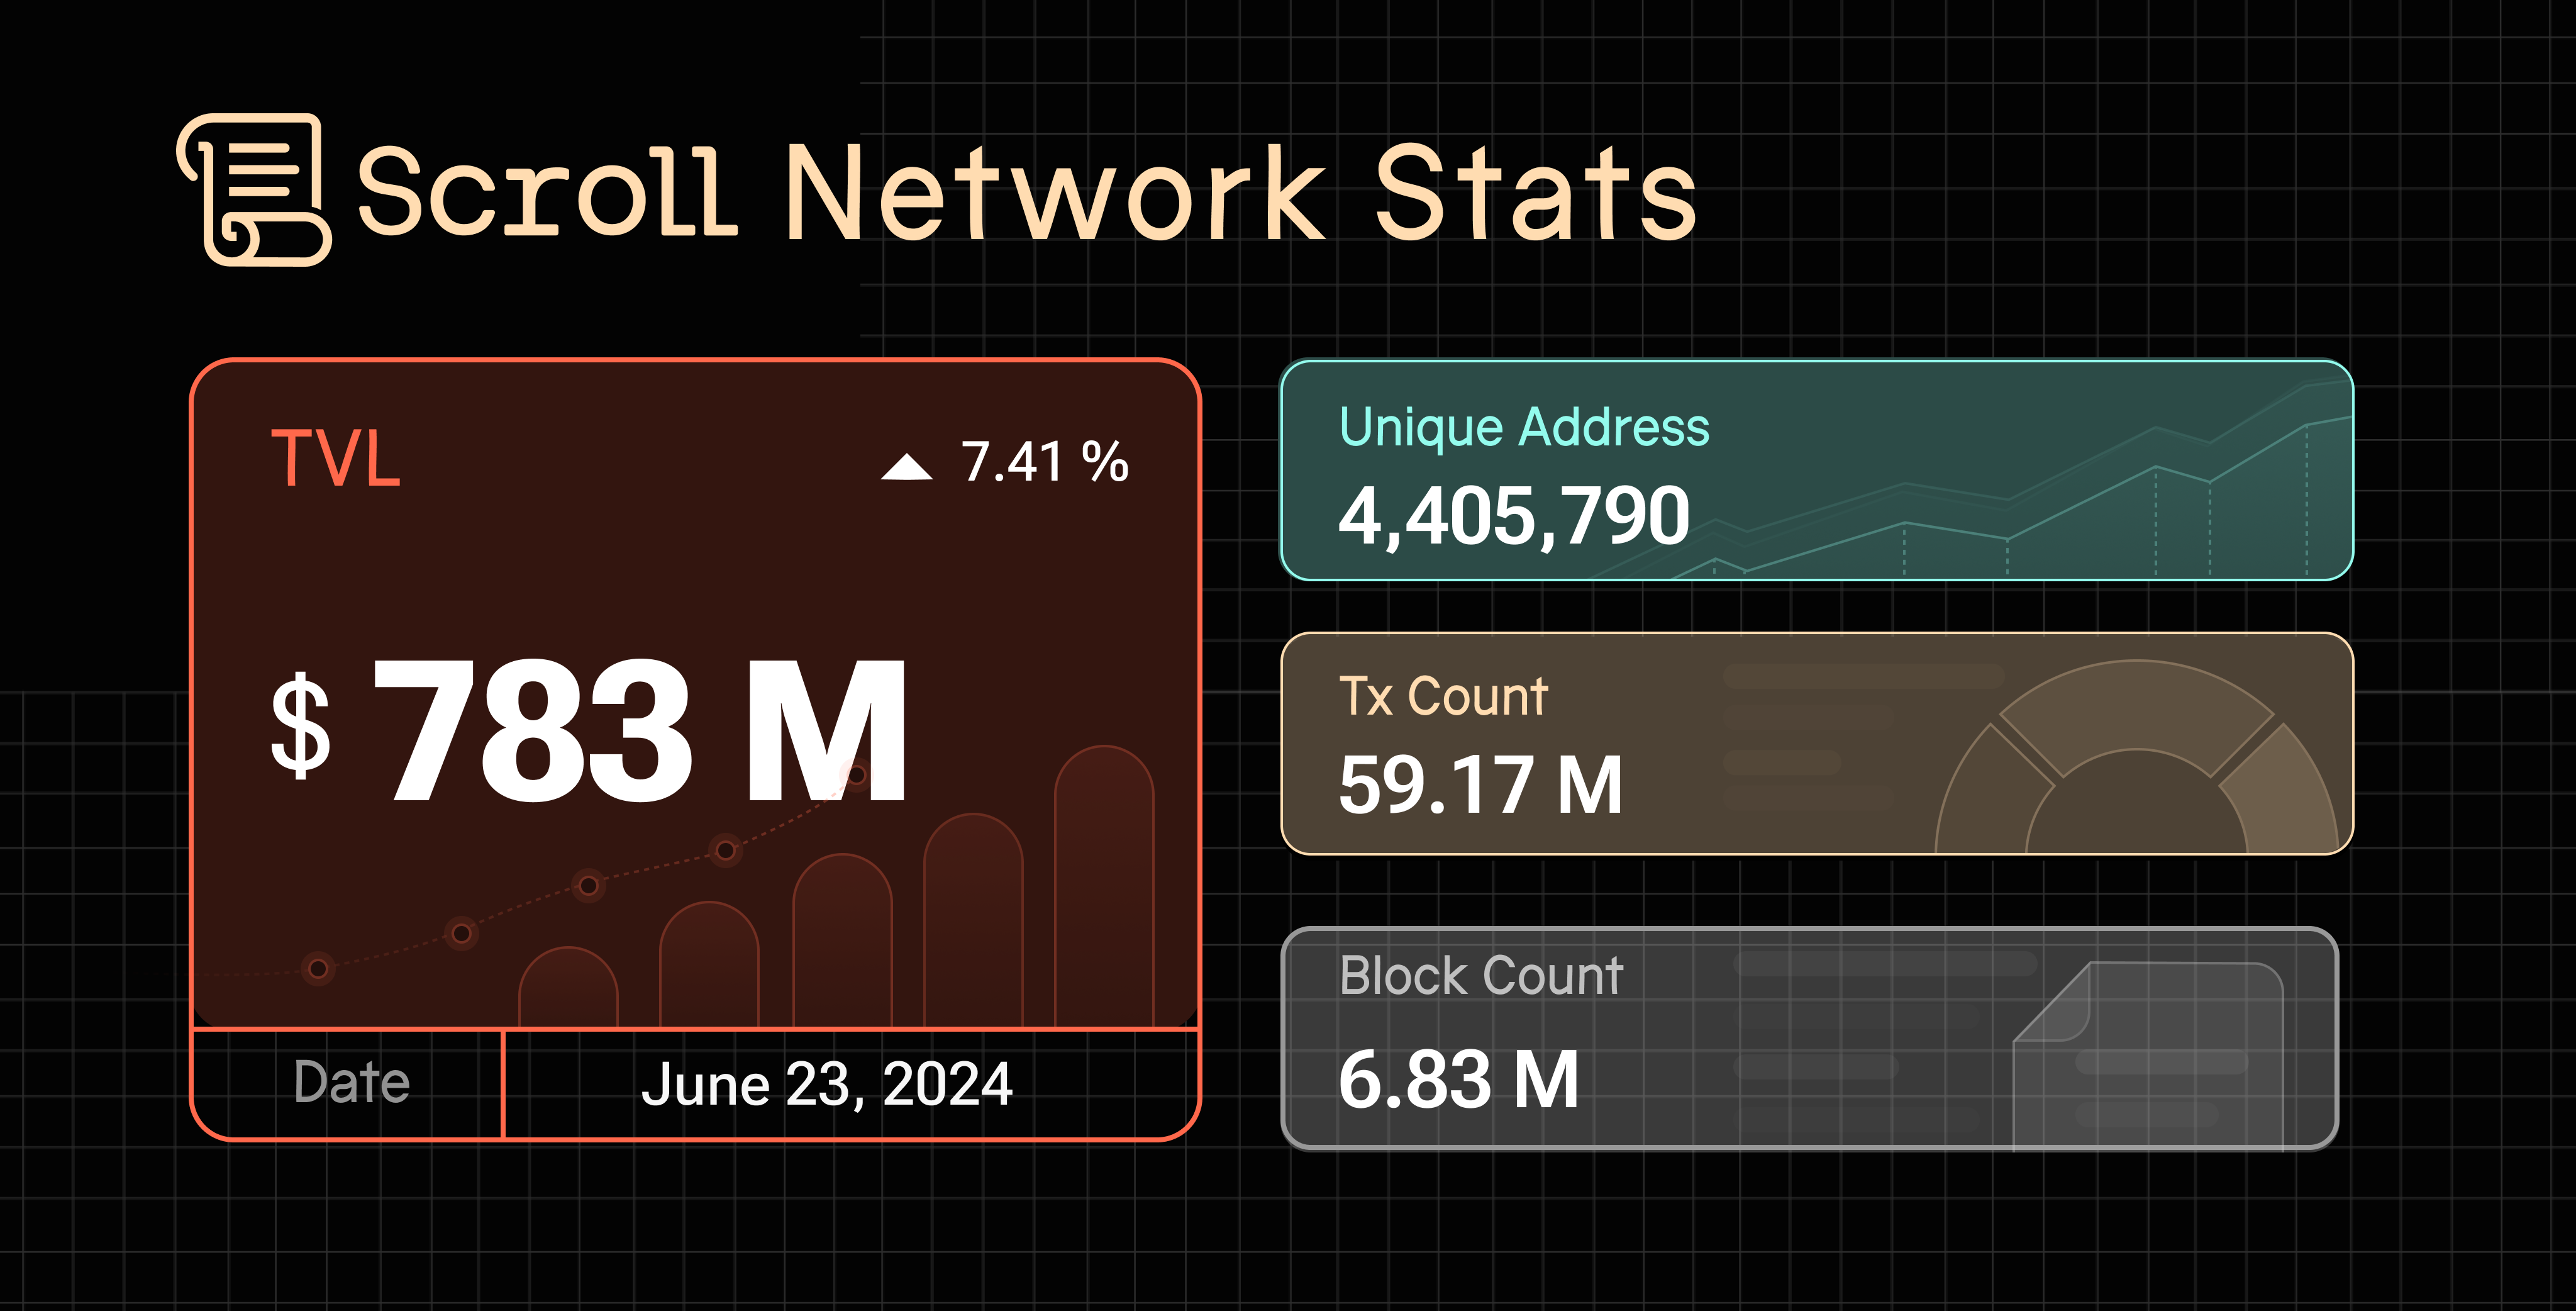 Scroll Network Stats
TVL
7.41 %
$ 783 M
Date
June 23, 2024
Unique Address
4,405,790
Tx Count
59.17 M
Block Count
6.83 M